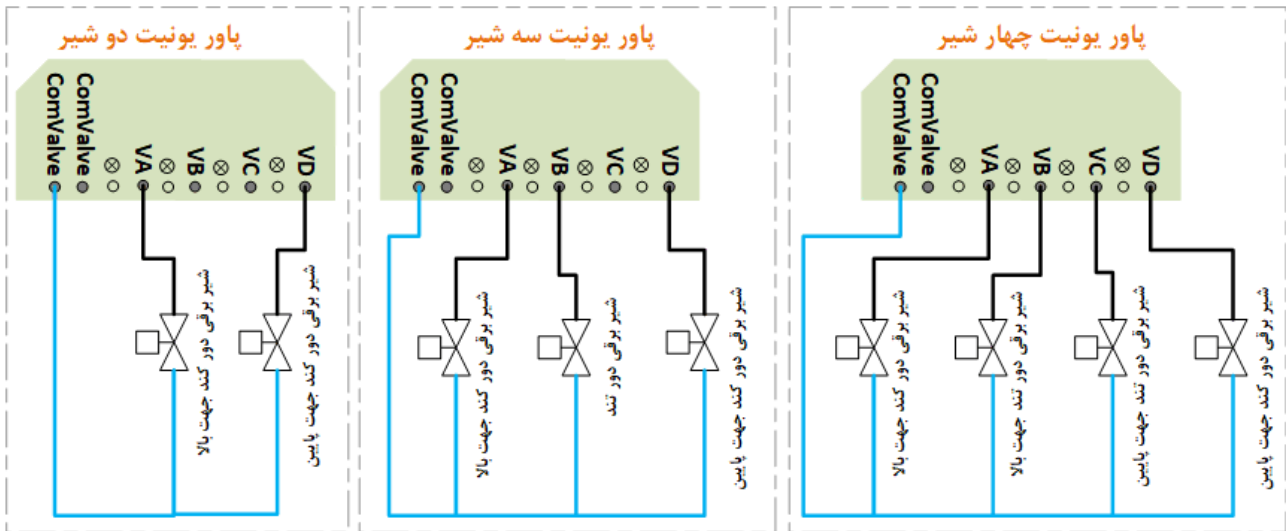 پاور یونیت چهار شیر
ComValve
ComValve
VA
VB
VC
VD
شیر برقی دور کند جهت بالا
شیر برقی دور تند جهت بالا
شیر برقی دور تند جهت پایین
شیر برقی دور کند جهت پایین
پاور یونیت سه شیر
ComValve
ComValve
VA
VB
VC
VD
شیر برقی دور کند جهت بالا
شیر برقی دور تند
شیر برقی دور کند جهت پایین
پاور یونیت دو شیر
ComValve
ComValve
VA
VB
VC
VD
شیر برقی دور کند جهت بالا
شیر برقی دور کند جهت پایین